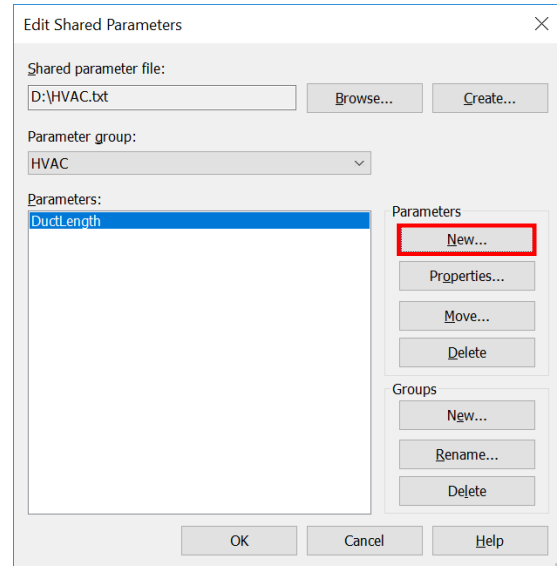 Edit Shared Parameters
Shared parameter file:
D:\HVAC.txt
Browse...
Create...
Parameter group:
HVAC
Parameters:
DuctLength
Parameters
New...
Properties...
Move...
Delete
Groups
New...
Rename...
Delete
OK
Cancel
Help